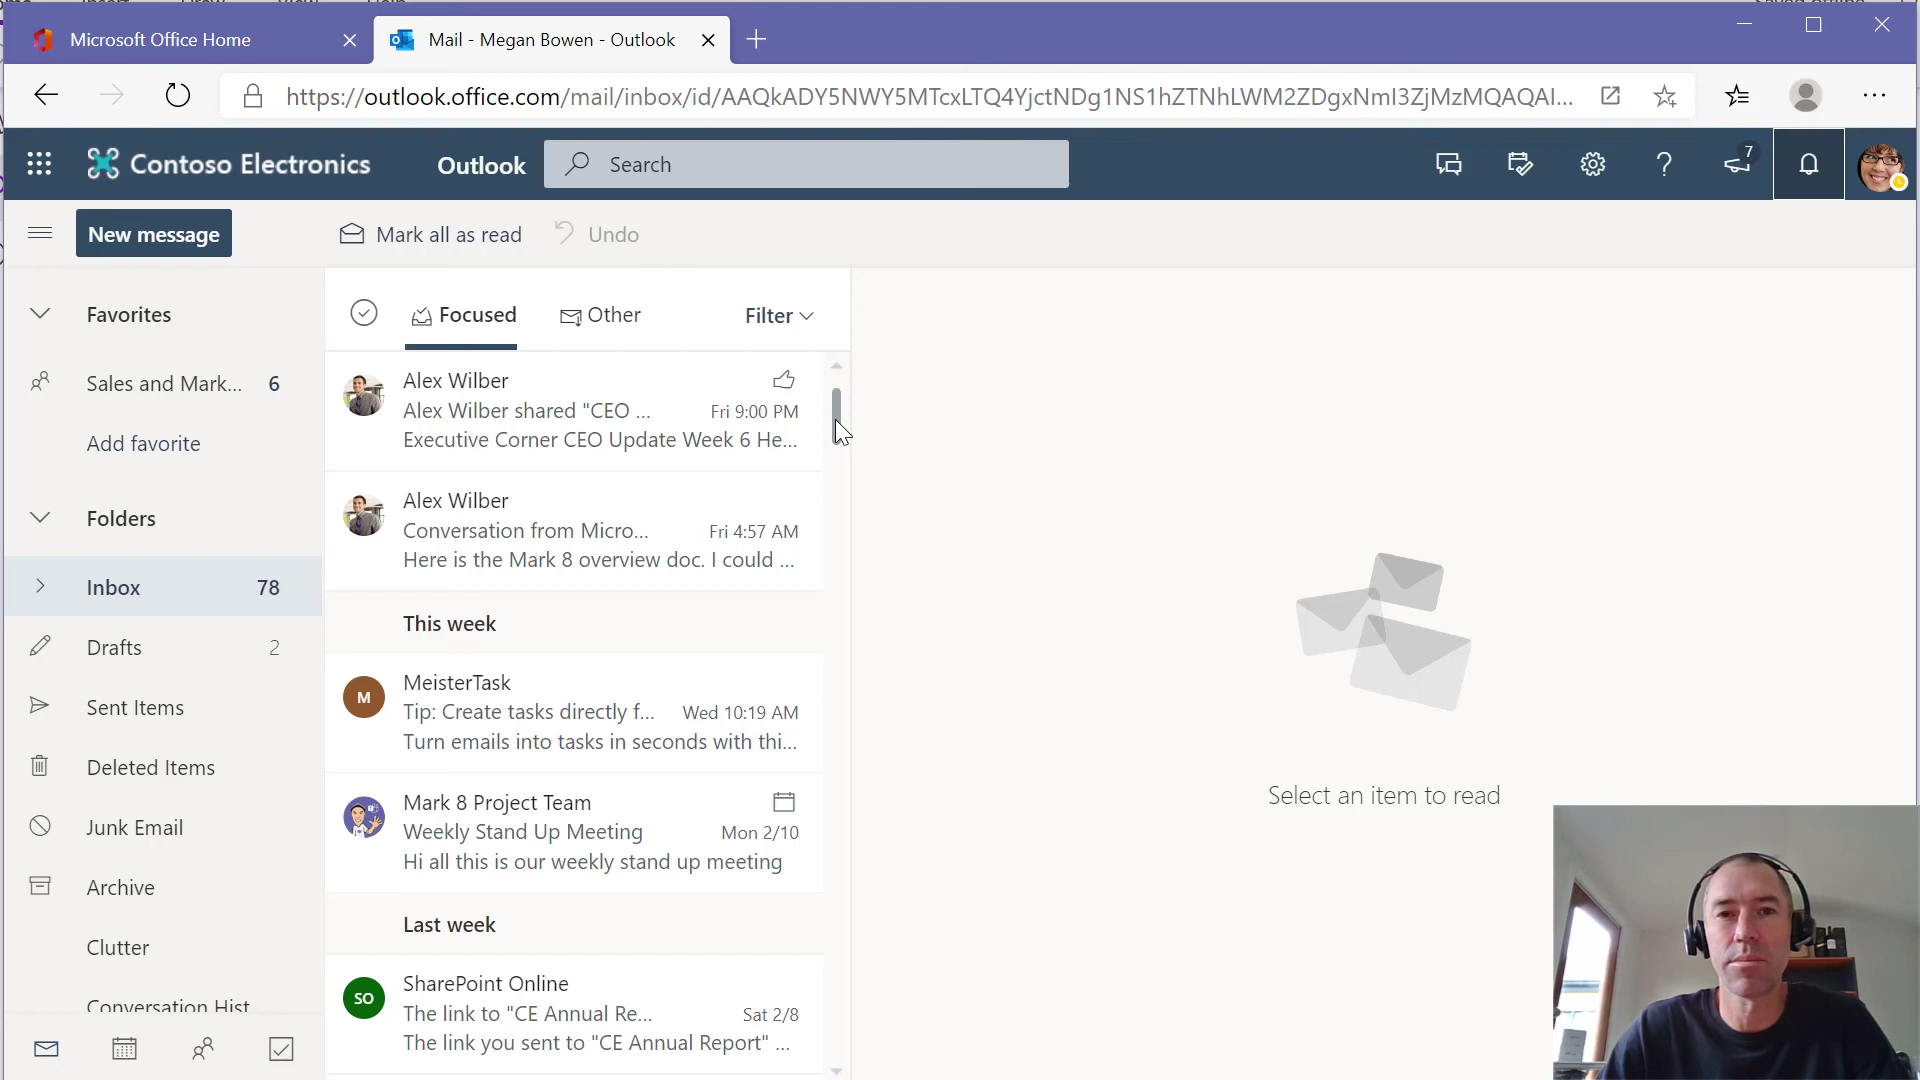 Microsoft Office Home
Mail - Megan Bowen - Outlook
https://outlook.office.com/mail/inbox/id/AAQkADY5NWY5MTcxLTQ4YjctNDg1NS1hZTNhLWM2ZDgxNmI3ZjMzMQAQAI...
Contoso Electronics
Outlook
Search
7
New message
Mark all as read
Undo
Favorites
Sales and Mark... 6
Add favorite
Folders
Inbox 78
Drafts 2
Sent Items
Deleted Items
Junk Email
Archive
Clutter
Conversation Hist
Focused
Other
Filter
Alex Wilber
Alex Wilber shared "CEO ... Fri 9:00 PM
Executive Corner CEO Update Week 6 He...
Alex Wilber
Conversation from Micro... Fri 4:57 AM
Here is the Mark 8 overview doc. I could ...
This week
M
MeisterTask
Tip: Create tasks directly f... Wed 10:19 AM
Turn emails into tasks in seconds with thi...
Mark 8 Project Team
Weekly Stand Up Meeting Mon 2/10
Hi all this is our weekly stand up meeting
Last week
SO
SharePoint Online
The link to "CE Annual Re... Sat 2/8
The link you sent to "CE Annual Report" ...
Select an item to read